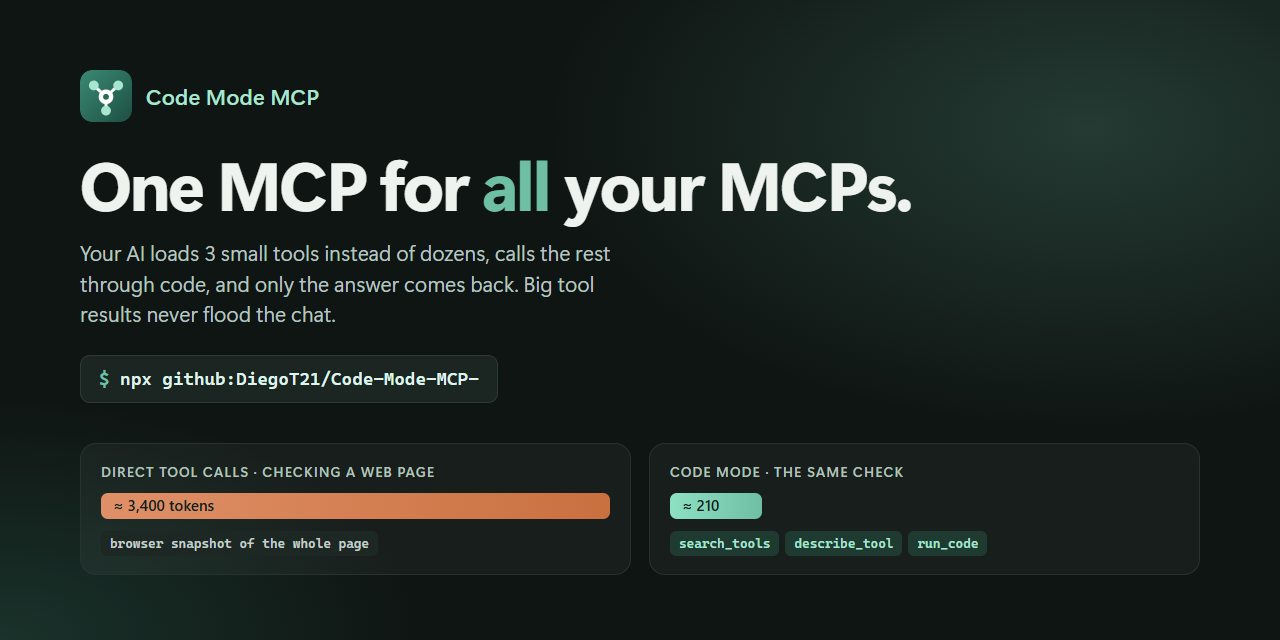 Code Mode MCP
One MCP for all your MCPs.
Your AI loads 3 small tools instead of dozens, calls the rest
through code, and only the answer comes back. Big tool
results never flood the chat.
$ npx github:DiegoT21/Code-Mode-MCP-
DIRECT TOOL CALLS · CHECKING A WEB PAGE
≈ 3,400 tokens
browser snapshot of the whole page
CODE MODE · THE SAME CHECK
≈ 210
search_tools describe_tool run_code